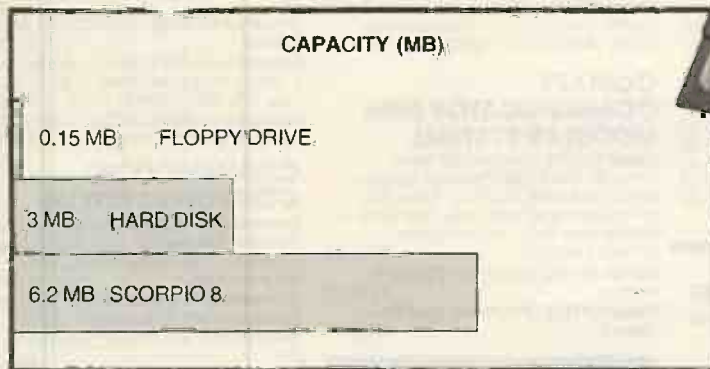 CAPACITY (MB)
0.15 MB FLOPPY DRIVE
3 MB HARD DISK
6.2 MB SCORPIO 8